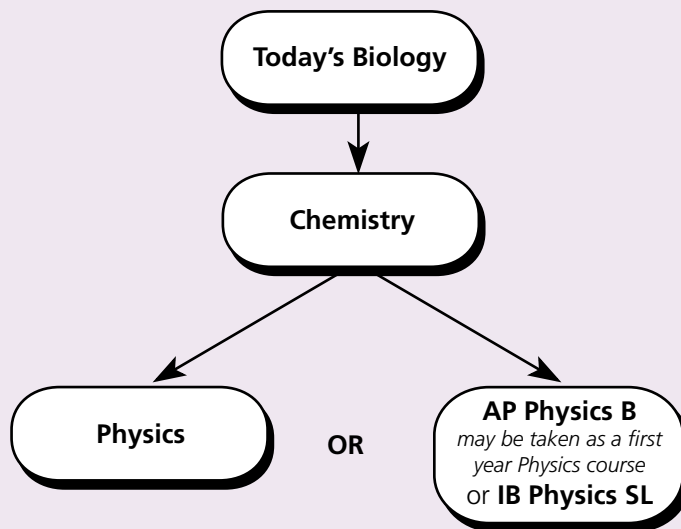 Today’s Biology
Chemistry
Physics
OR
AP Physics B
may be taken as a first
year Physics course
or IB Physics SL